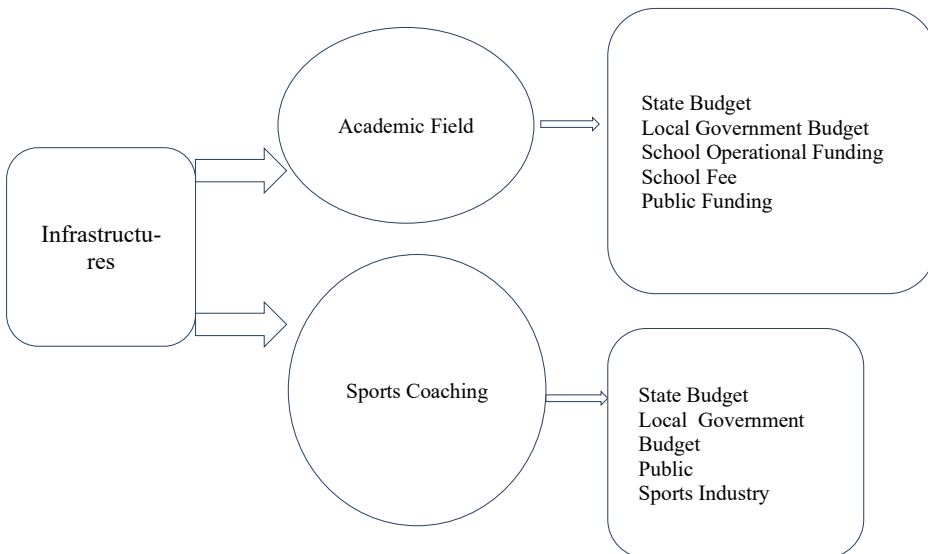 Infrastructu-
res
Academic Field
State Budget
Local Government Budget
School Operational Funding
School Fee
Public Funding
Sports Coaching
State Budget
Local Government
Budget
Public
Sports Industry